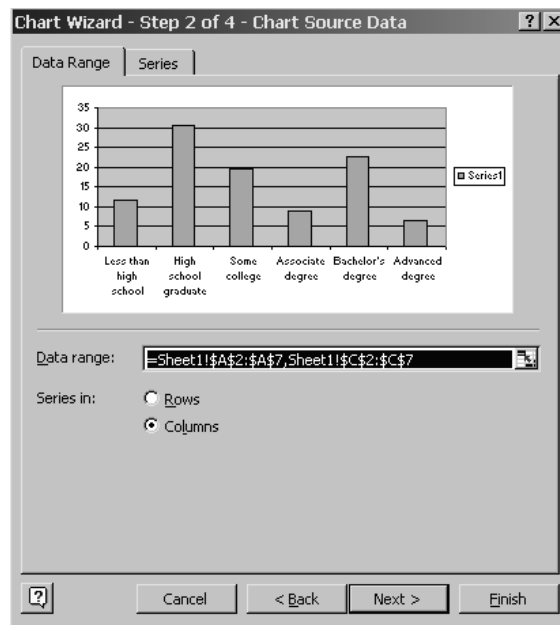 Chart Wizard - Step 2 of 4 - Chart Source Data
Data Range
Series
35
30
25
20
15
10
5
0
Less than high school
High school graduate
Some college
Associate degree
Bachelor's degree
Advanced degree
Series1
Data range:
=Sheet1!$A$2:$A$7,Sheet1!$C$2:$C$7
Series in:
Rows
Columns
Cancel
< Back
Next >
Finish